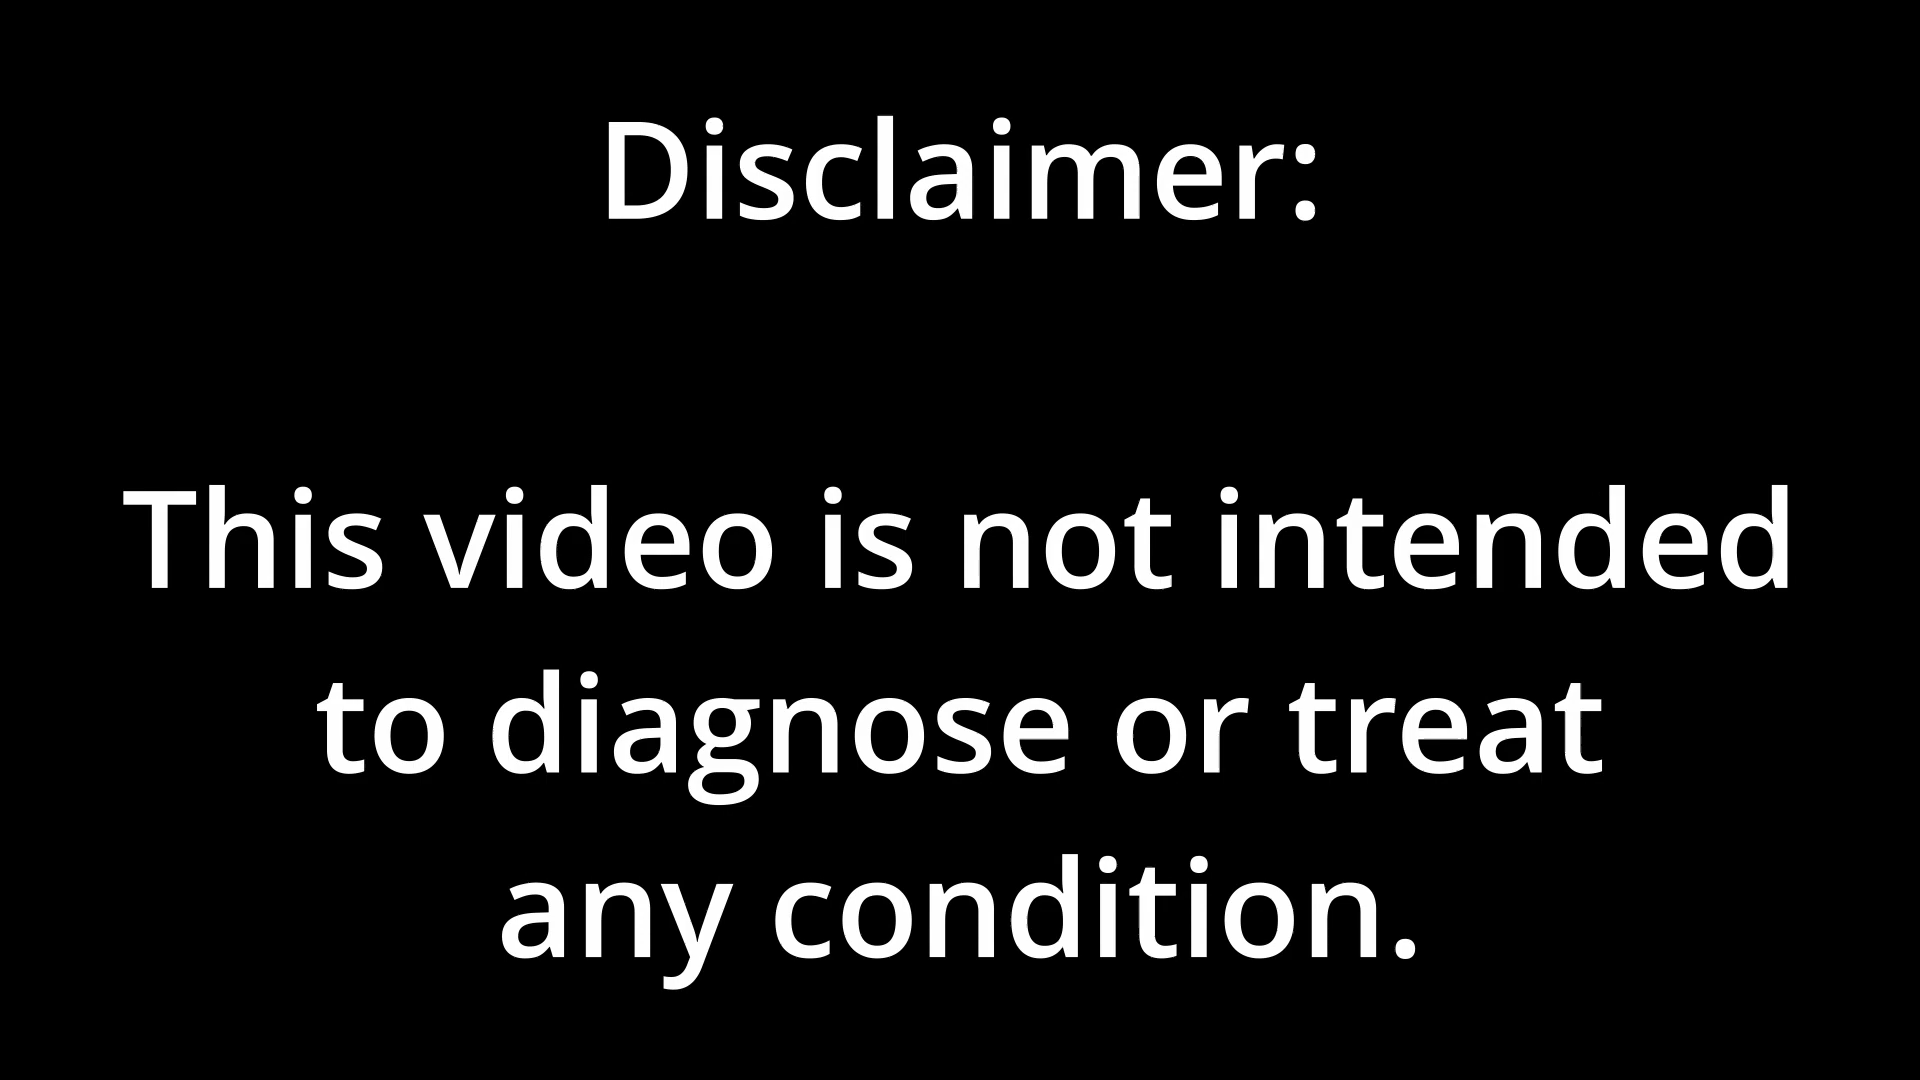 Disclaimer:
This video is not intended
to diagnose or treat
any condition.